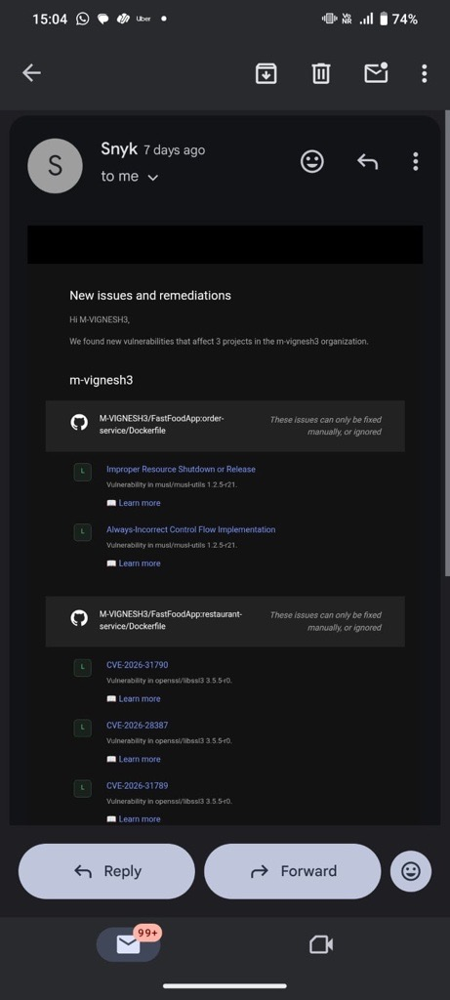 15:04 Uber Vo NR 74%
S
Snyk 7 days ago
to me
New issues and remediations
Hi M-VIGNESH3,
We found new vulnerabilities that affect 3 projects in the m-vignesh3 organization.
m-vignesh3
M-VIGNESH3/FastFoodApp:order-
service/Dockerfile
These issues can only be fixed
manually, or ignored
L
Improper Resource Shutdown or Release
Vulnerability in musl/musl-utils 1.2.5-r21.
Learn more
L
Always-Incorrect Control Flow Implementation
Vulnerability in musl/musl-utils 1.2.5-r21.
Learn more
M-VIGNESH3/FastFoodApp:restaurant-
service/Dockerfile
These issues can only be fixed
manually, or ignored
L
CVE-2026-31790
Vulnerability in openssl/libssl3 3.5.5-r0.
Learn more
L
CVE-2026-28387
Vulnerability in openssl/libssl3 3.5.5-r0.
Learn more
L
CVE-2026-31789
Vulnerability in openssl/libssl3 3.5.5-r0.
Learn more
Reply
Forward
99+